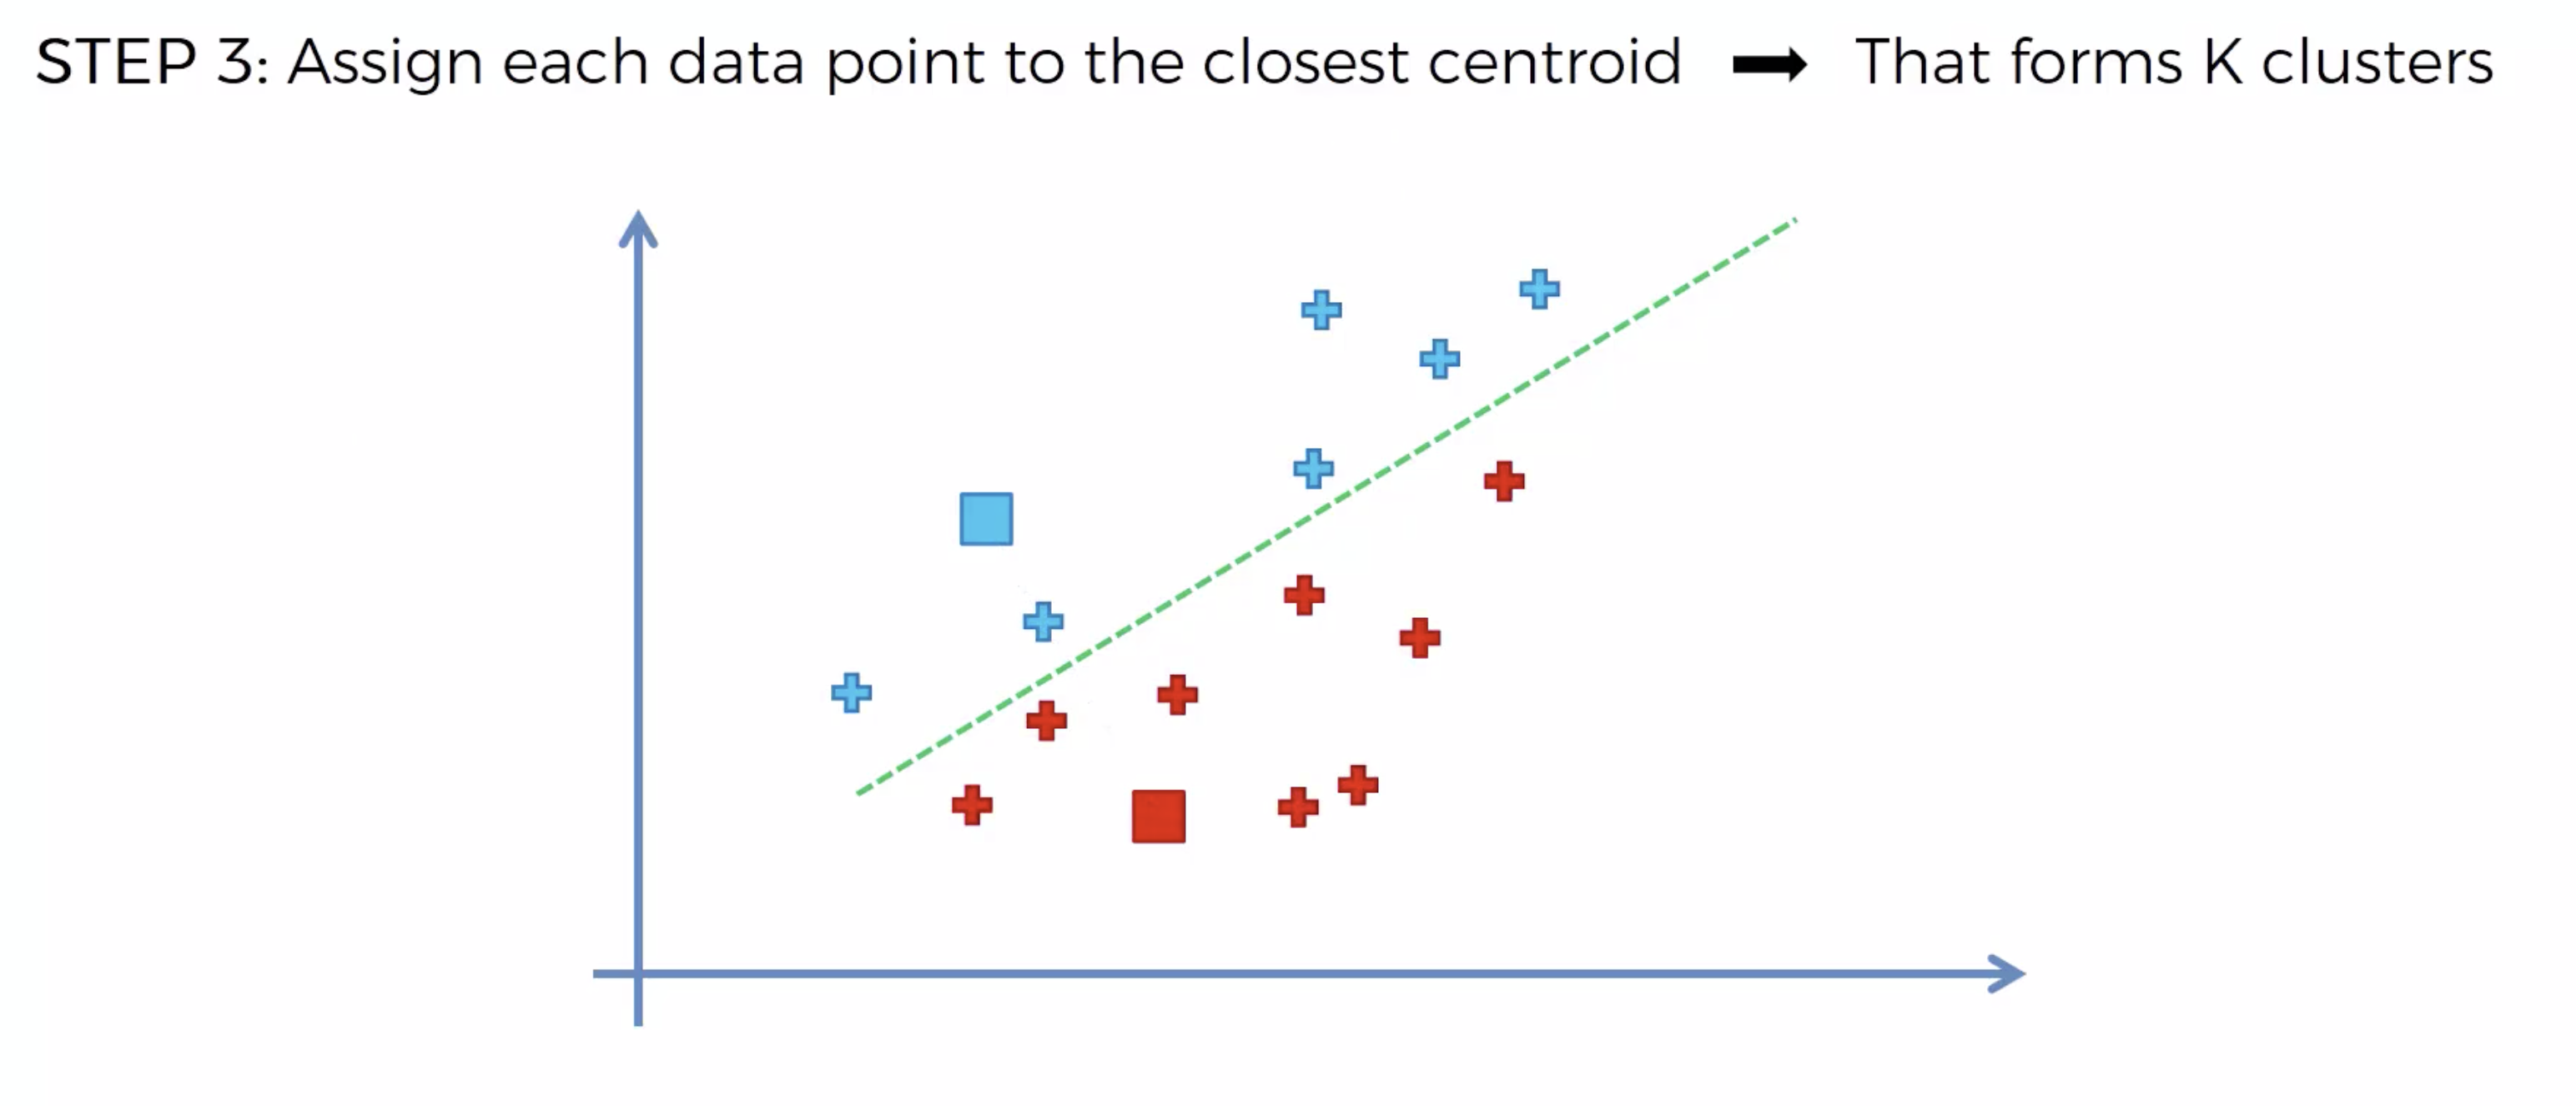 STEP 3: Assign each data point to the closest centroid ➡ That forms K clusters